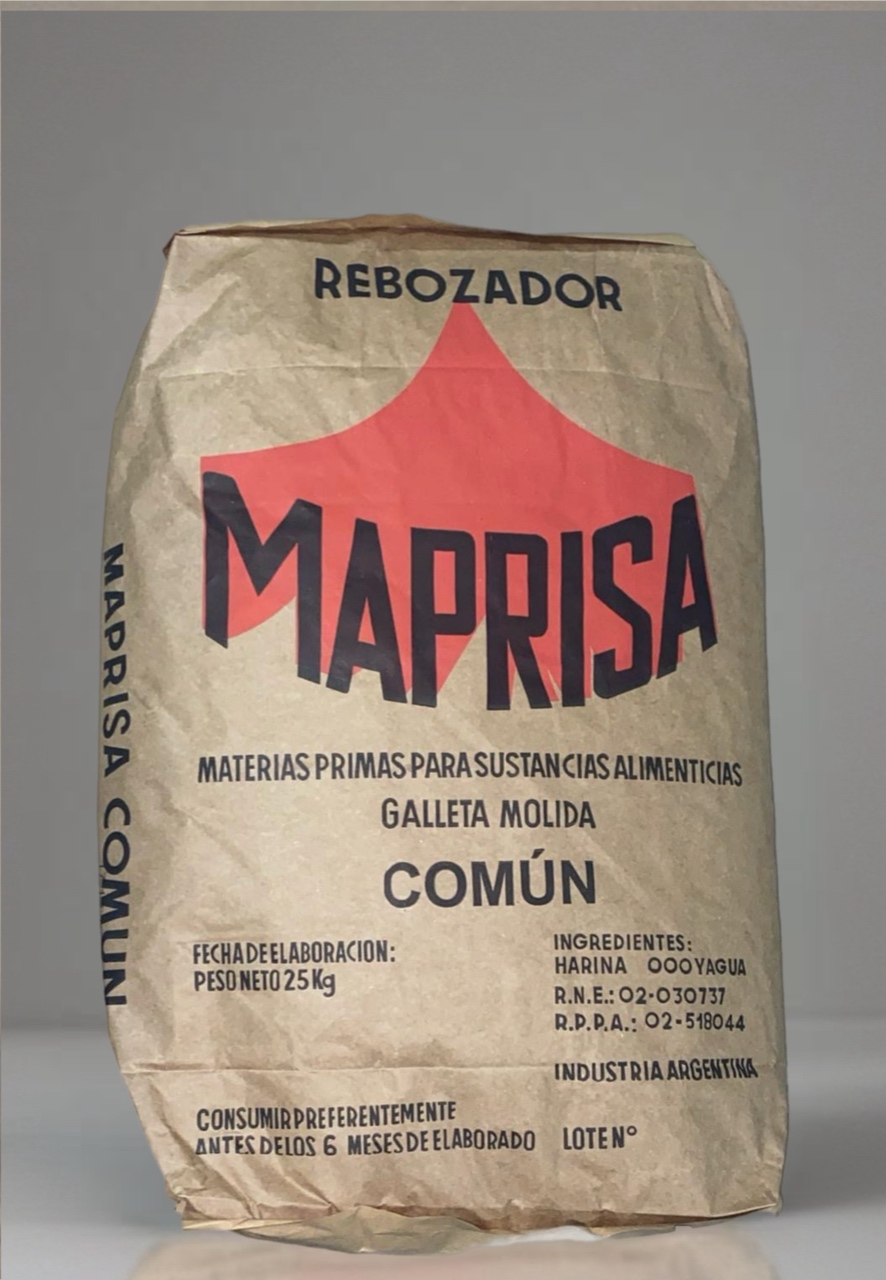 REBOZADOR
MAPRISA
MATERIAS PRIMAS PARA SUSTANCIAS ALIMENTICIAS
GALLETA MOLIDA
COMÚN
FECHA DE ELABORACION:
PESO NETO 25 Kg
INGREDIENTES:
HARINA OOO Y AGUA
R.N.E.: 02-030737
R.P.P.A.: 02-518044
INDUSTRIA ARGENTINA
CONSUMIR PREFERENTEMENTE
ANTES DE LOS 6 MESES DE ELABORADO
LOTE Nº
MAPRISA COMUN